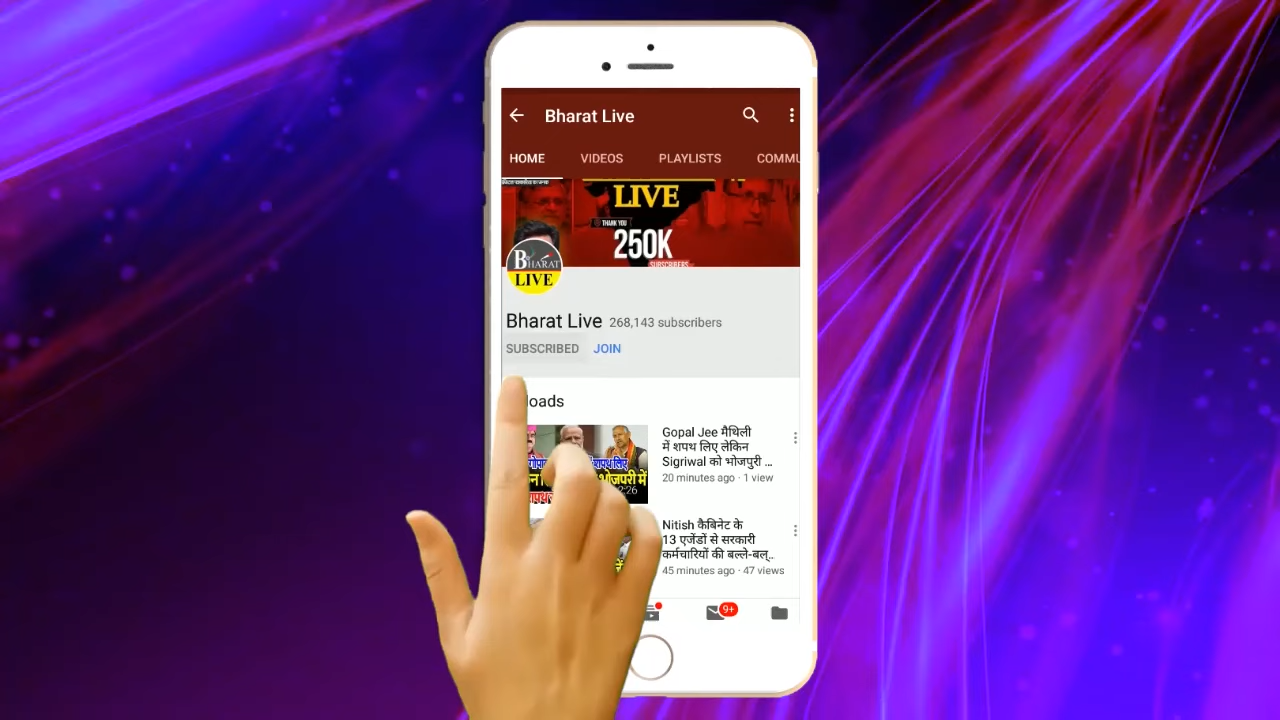 Bharat Live
HOME VIDEOS PLAYLISTS COMMU
LIVE
THANK YOU
250K
SUBSCRIBERS
BHARAT
LIVE
Bharat Live 268,143 subscribers
SUBSCRIBED JOIN
loads
Gopal Jee मैथिली
में शपथ लिए लेकिन
Sigriwal को भोजपुरी ...
20 minutes ago · 1 view
शपथ लिए
भोजपुरी में
2:26
Nitish कैबिनेट के
13 एजेंडों से सरकारी
कर्मचारियों की बल्ले-बल्..
45 minutes ago · 47 views
9+